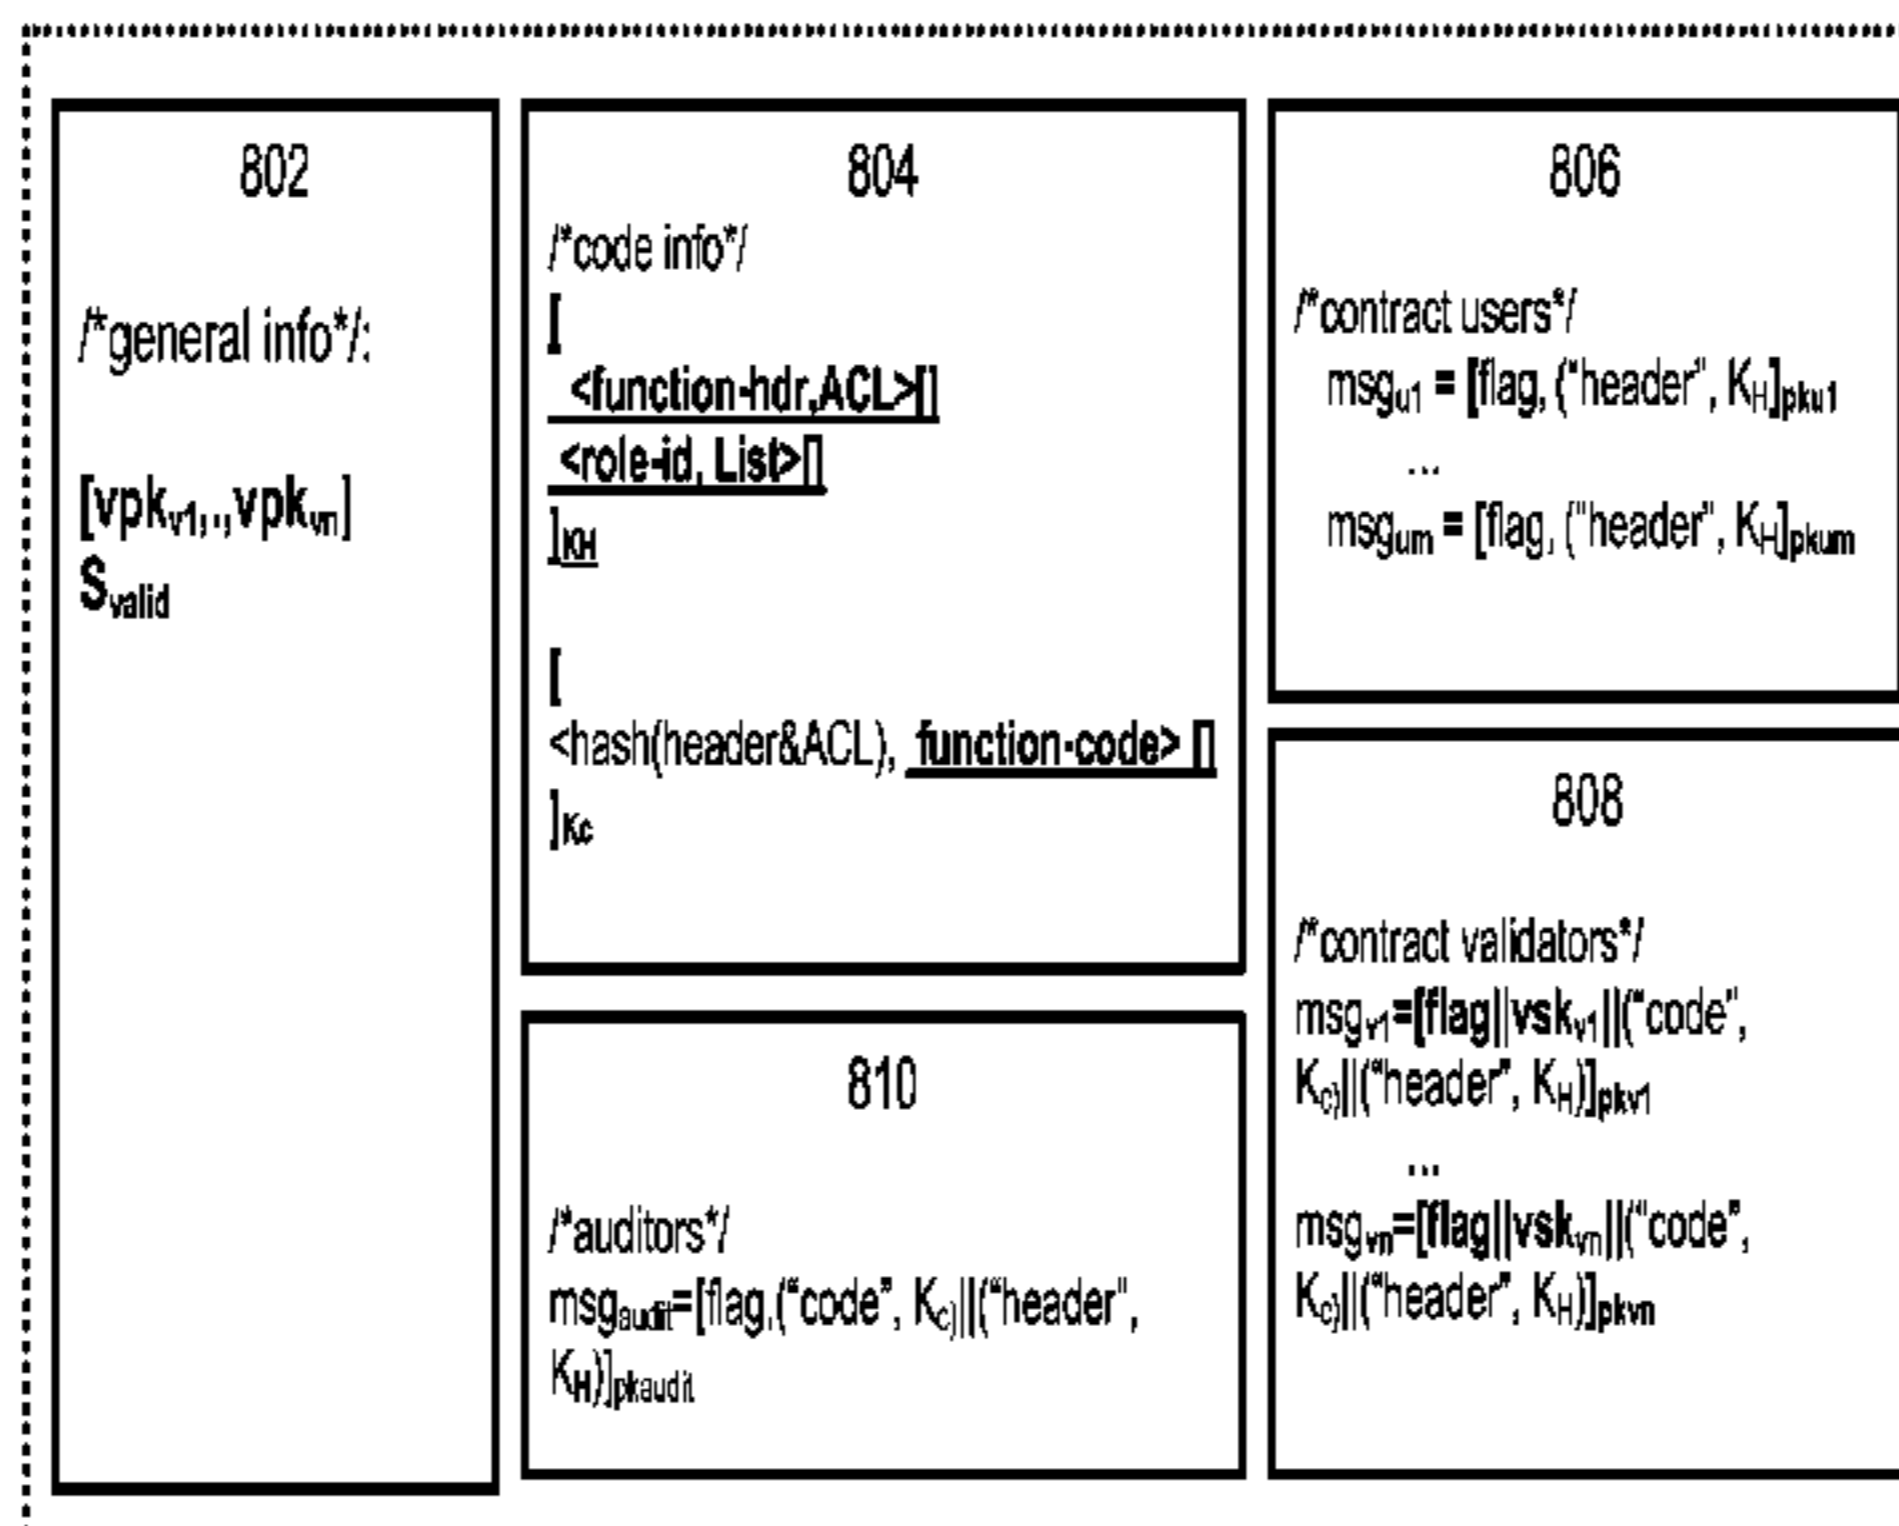 802
/*general info*/:
[vpkv1,.,vpkvn]
Svalid
804
/*code info*/
[
<function-hdr,ACL>[]
<role-id, List>[]
]KH
[
<hash(header&ACL), function-code> []
]Kc
806
/*contract users*/
msgu1 = [flag, ("header", KH]pku1
...
msgum = [flag, ("header", KH]pkum
808
/*contract validators*/
msgv1=[flag||vskv1||("code",
KC)||("header", KH)]pkv1
...
msgvn=[flag||vskvn||("code",
KC)||("header", KH)]pkvn
810
/*auditors*/
msgaudit=[flag,("code", KC)||("header",
KH)]pkaudit